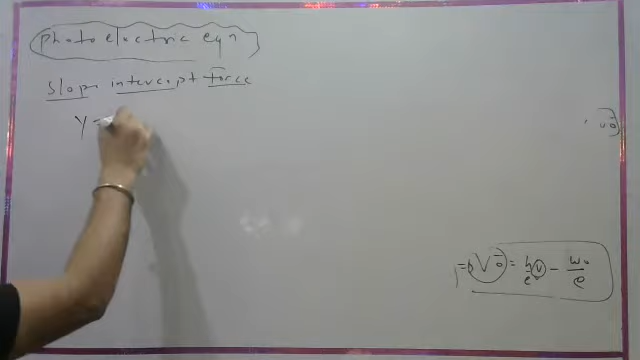 photoelectric eqn
slope intercept force
y =
⇒ V₀ = h/e ν - w₀/e